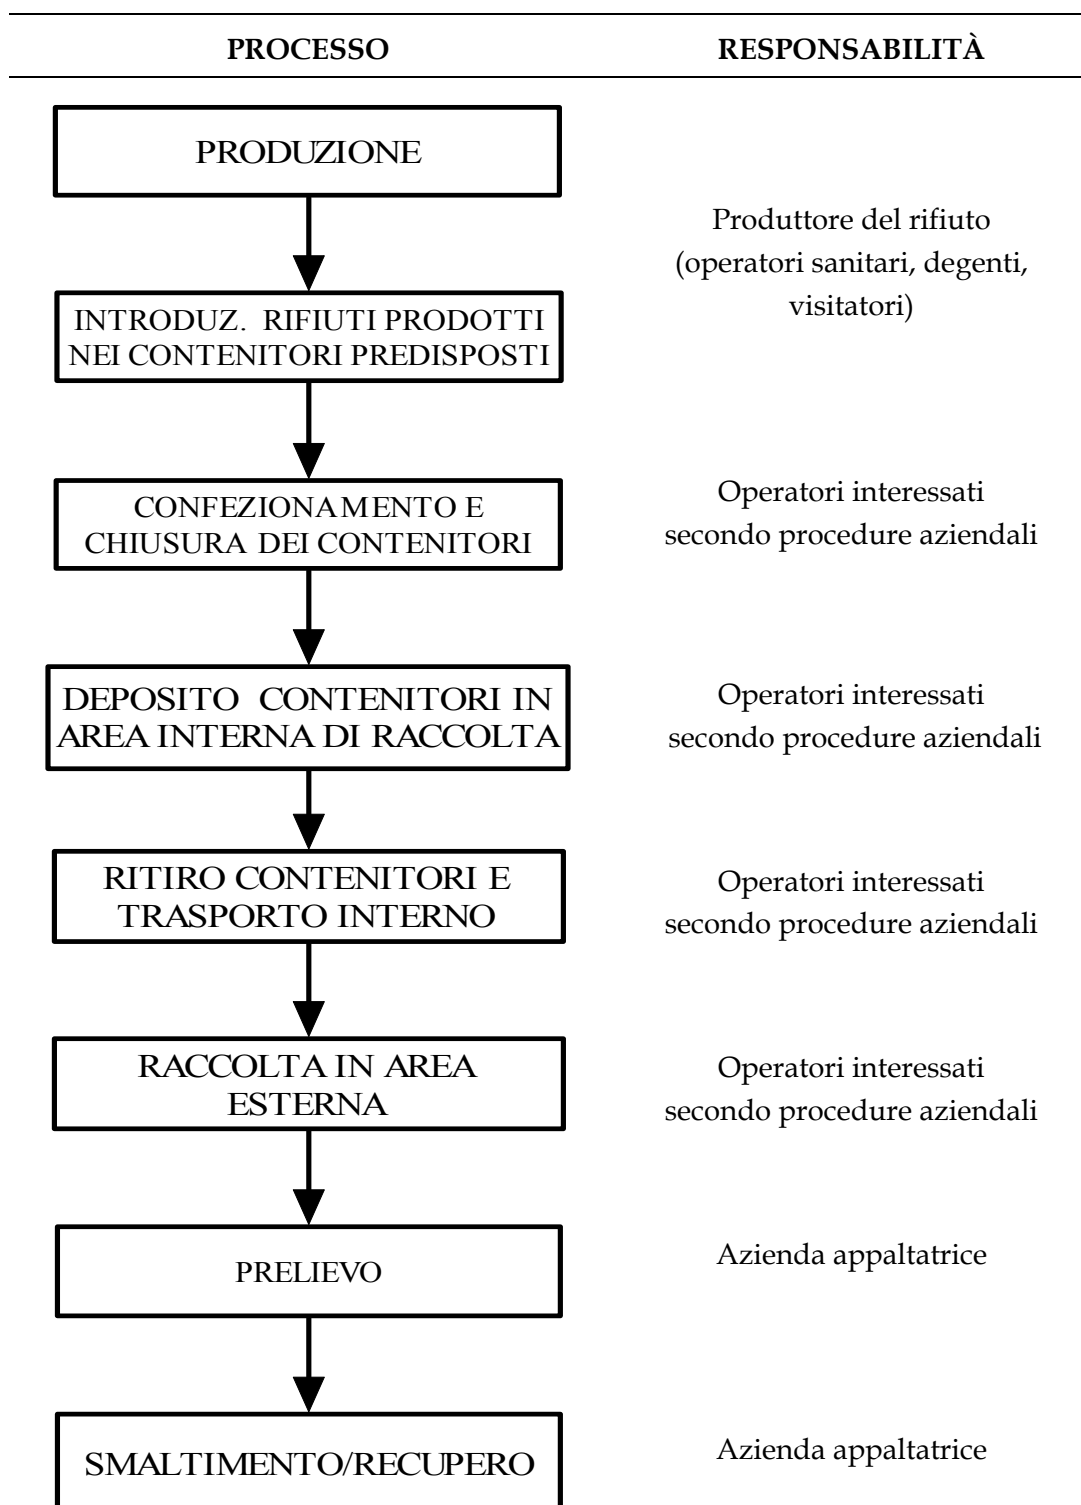 PROCESSO RESPONSABILITÀ
PRODUZIONE
Produttore del rifiuto
(operatori sanitari, degenti,
visitatori)
INTRODUZ. RIFIUTI PRODOTTI
NEI CONTENITORI PREDISPOSTI
CONFEZIONAMENTO E
CHIUSURA DEI CONTENITORI
Operatori interessati
secondo procedure aziendali
DEPOSITO CONTENITORI IN
AREA INTERNA DI RACCOLTA
Operatori interessati
secondo procedure aziendali
RITIRO CONTENITORI E
TRASPORTO INTERNO
Operatori interessati
secondo procedure aziendali
RACCOLTA IN AREA
ESTERNA
Operatori interessati
secondo procedure aziendali
PRELIEVO
Azienda appaltatrice
SMALTIMENTO/RECUPERO
Azienda appaltatrice